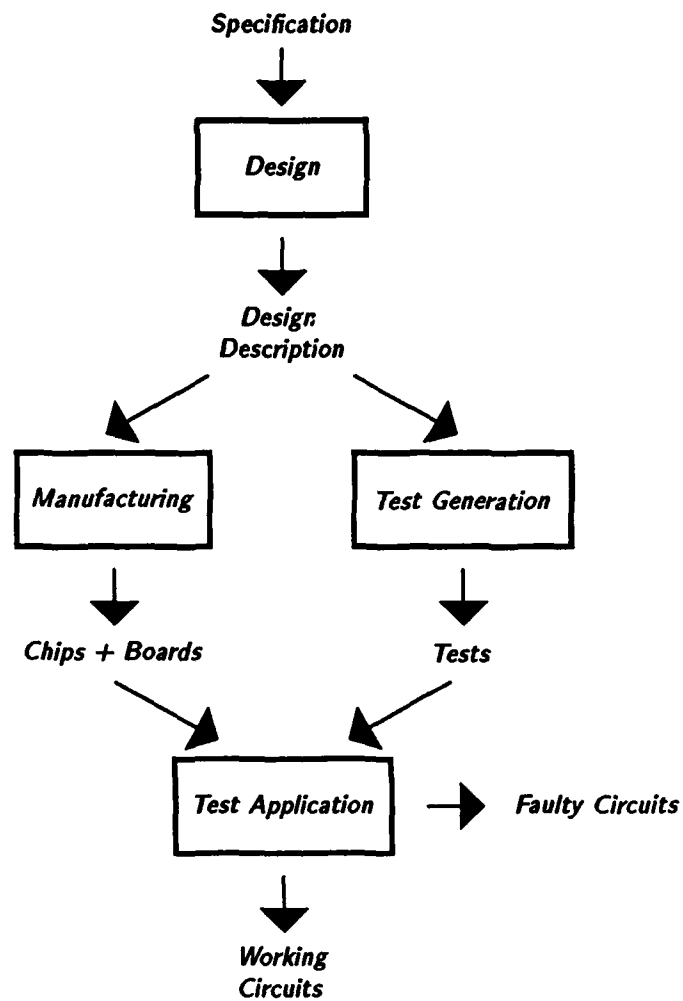 Specification
Design
Design
Description
Manufacturing
Test Generation
Chips + Boards
Tests
Test Application
Faulty Circuits
Working
Circuits